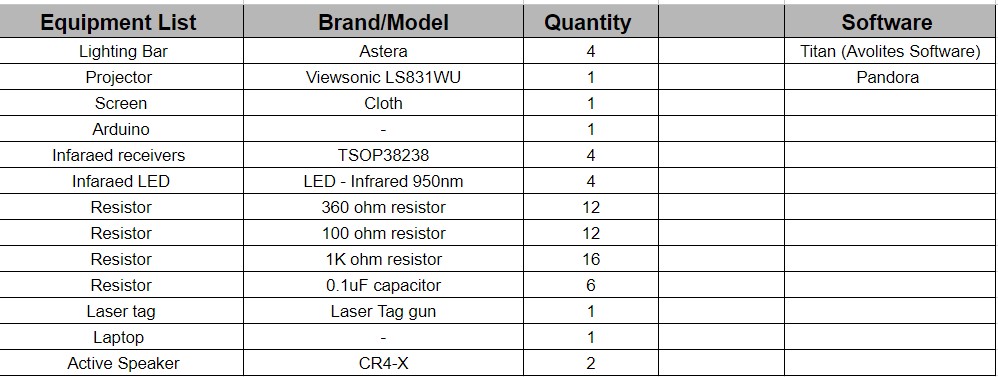 Equipment List Brand/Model Quantity Software
Lighting Bar Astera 4 Titan (Avolites Software)
Projector Viewsonic LS831WU 1 Pandora
Screen Cloth 1
Arduino - 1
Infaraed receivers TSOP38238 4
Infaraed LED LED - Infrared 950nm 4
Resistor 360 ohm resistor 12
Resistor 100 ohm resistor 12
Resistor 1K ohm resistor 16
Resistor 0.1uF capacitor 6
Laser tag Laser Tag gun 1
Laptop - 1
Active Speaker CR4-X 2